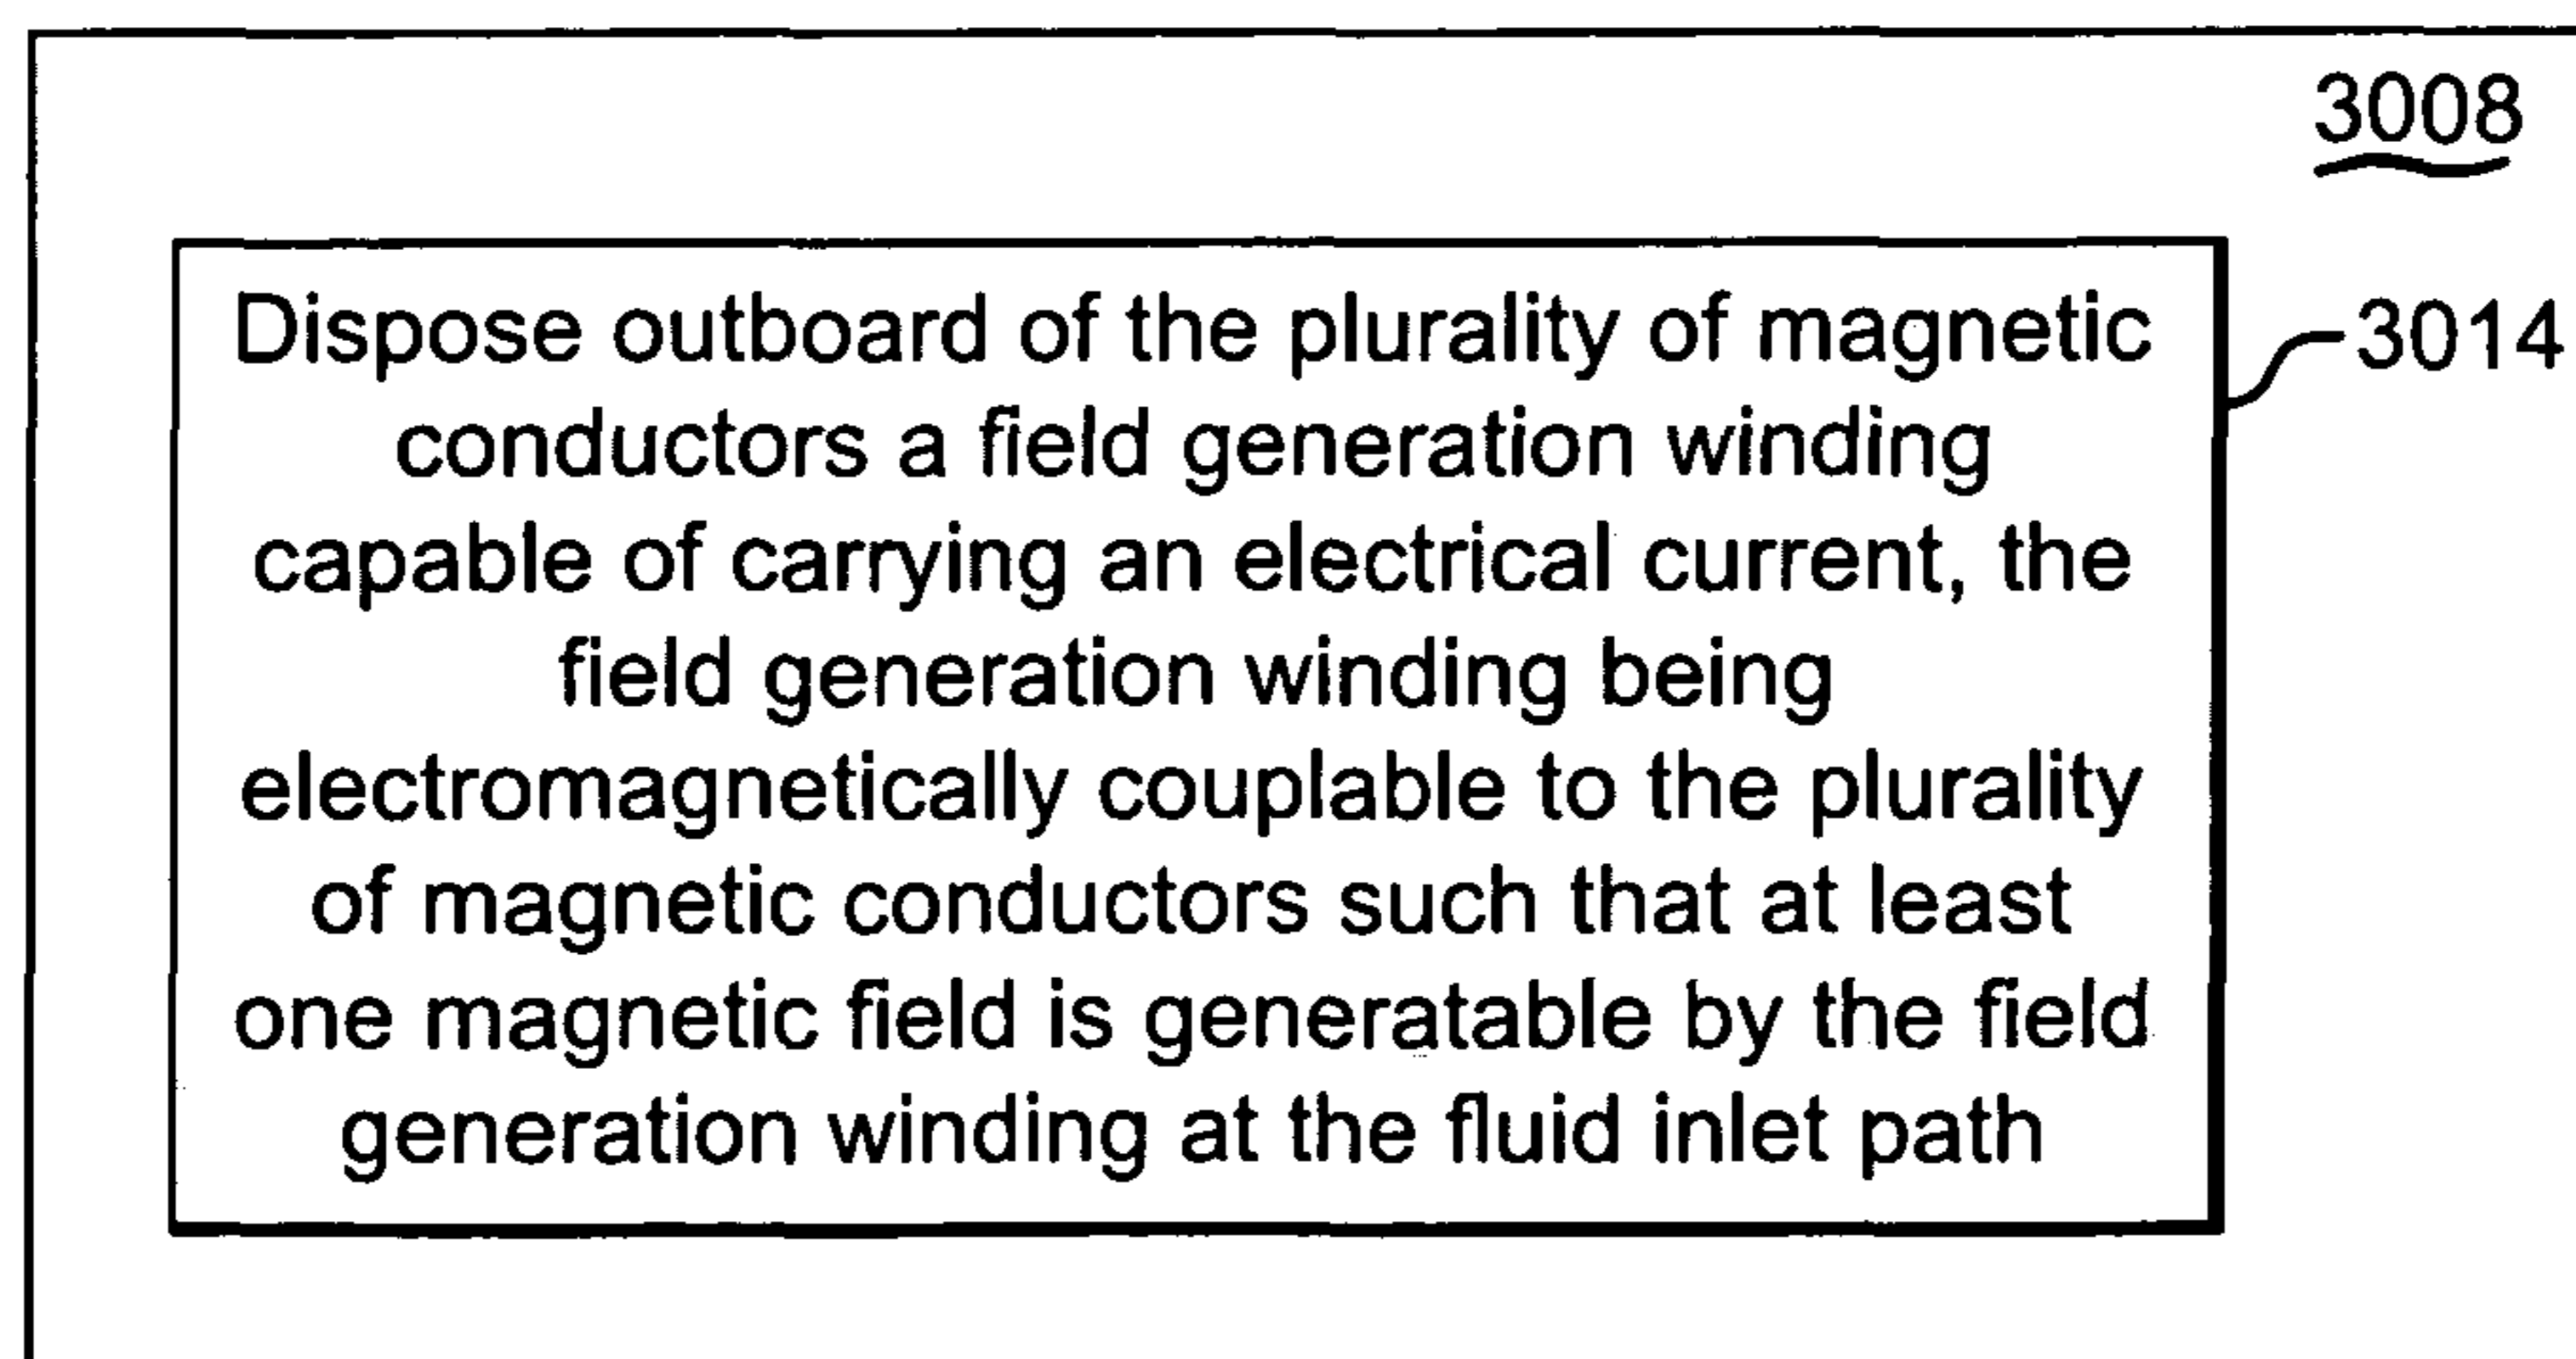 3008
Dispose outboard of the plurality of magnetic
conductors a field generation winding
capable of carrying an electrical current, the
field generation winding being
electromagnetically couplable to the plurality
of magnetic conductors such that at least
one magnetic field is generatable by the field
generation winding at the fluid inlet path
3014